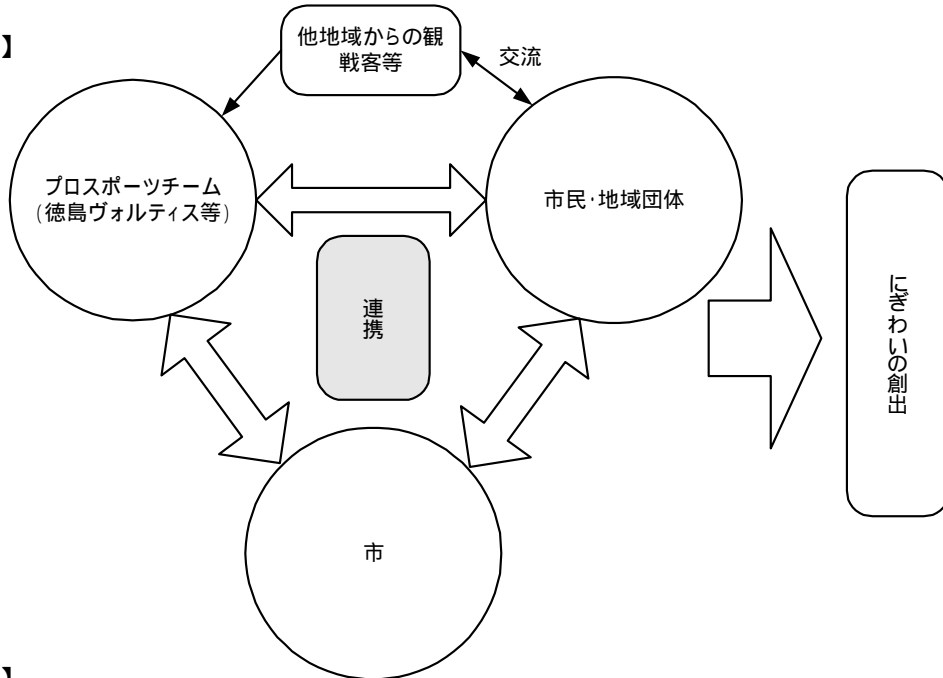 】
他地域からの観
戦客等
交流
プロスポーツチーム
(徳島ヴォルティス等)
市民・地域団体
連携
にぎわいの創出
市
】